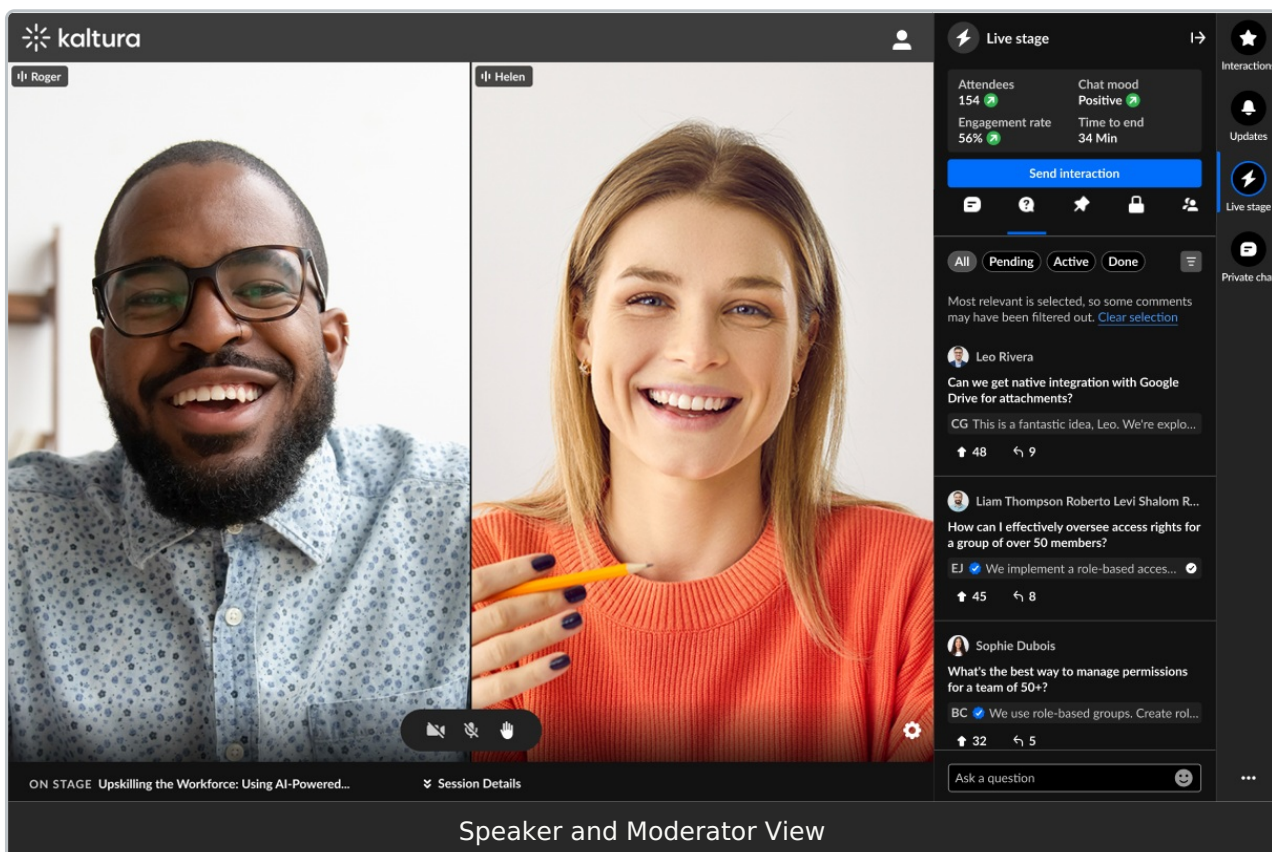 kaltura
Roger
Helen
ON STAGE Upskilling the Workforce: Using AI-Powered...
Session Details
Live stage
Attendees
154
Chat mood
Positive
Engagement rate
56%
Time to end
34 Min
Send interaction
All Pending Active Done
Most relevant is selected, so some comments
may have been filtered out. Clear selection
Leo Rivera
Can we get native integration with Google
Drive for attachments?
CG This is a fantastic idea, Leo. We're explo...
48 9
Liam Thompson Roberto Levi Shalom R...
How can I effectively oversee access rights for
a group of over 50 members?
EJ We implement a role-based acces...
45 8
Sophie Dubois
What's the best way to manage permissions
for a team of 50+?
BC We use role-based groups. Create rol...
32 5
Ask a question
Interaction
Updates
Live stage
Private cha
Speaker and Moderator View